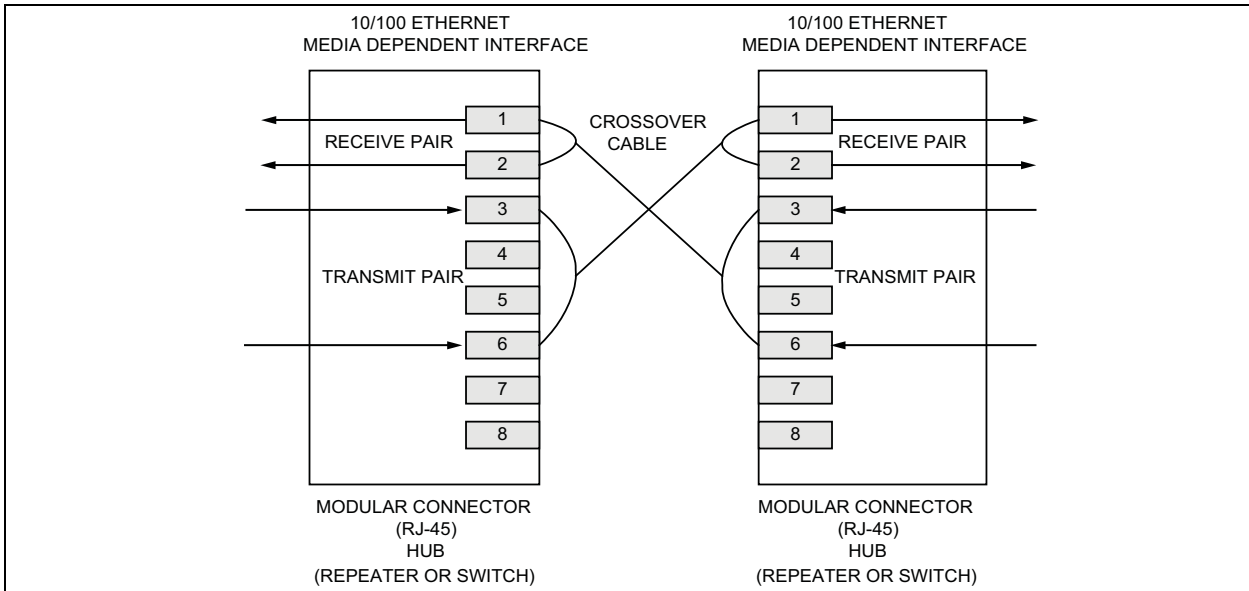 10/100 ETHERNET
MEDIA DEPENDENT INTERFACE
1
RECEIVE PAIR
2
3
4
TRANSMIT PAIR
5
6
7
8
MODULAR CONNECTOR
(RJ-45)
HUB
(REPEATER OR SWITCH)
CROSSOVER
CABLE
10/100 ETHERNET
MEDIA DEPENDENT INTERFACE
1
RECEIVE PAIR
2
3
4
TRANSMIT PAIR
5
6
7
8
MODULAR CONNECTOR
(RJ-45)
HUB
(REPEATER OR SWITCH)